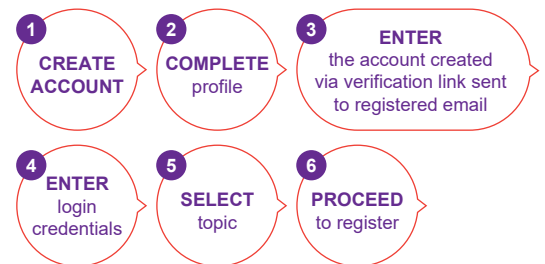 1
CREATE
ACCOUNT
2
COMPLETE
profile
3
ENTER
the account created
via verification link sent
to registered email
4
ENTER
login
credentials
5
SELECT
topic
6
PROCEED
to register